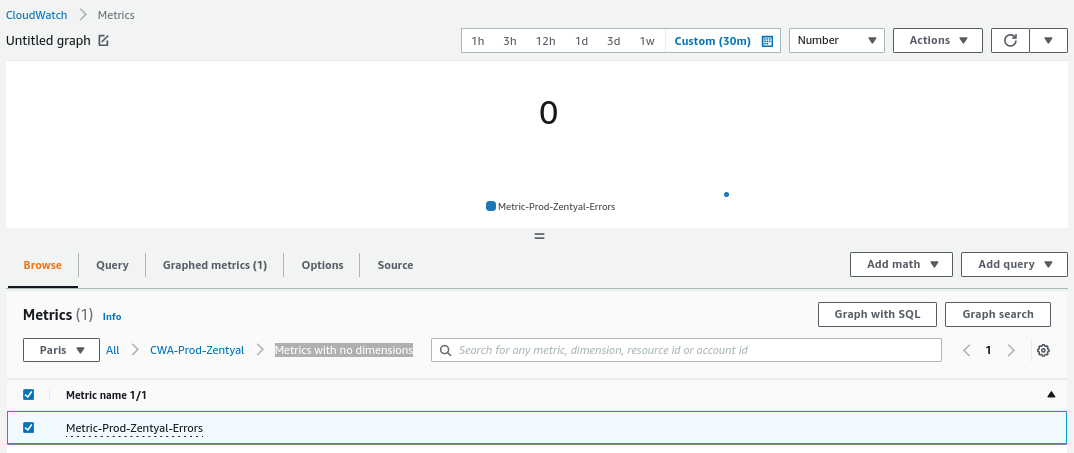 CloudWatch Metrics
Untitled graph
1h 3h 12h 1d 3d 1w Custom (30m) Number Actions
0
Metric-Prod-Zentyal-Errors
Browse Query Graphed metrics (1) Options Source Add math Add query
Metrics (1) Info Graph with SQL Graph search
Paris All CWA-Prod-Zentyal Metrics with no dimensions Search for any metric, dimension, resource id or account id 1
Metric name 1/1
Metric-Prod-Zentyal-Errors